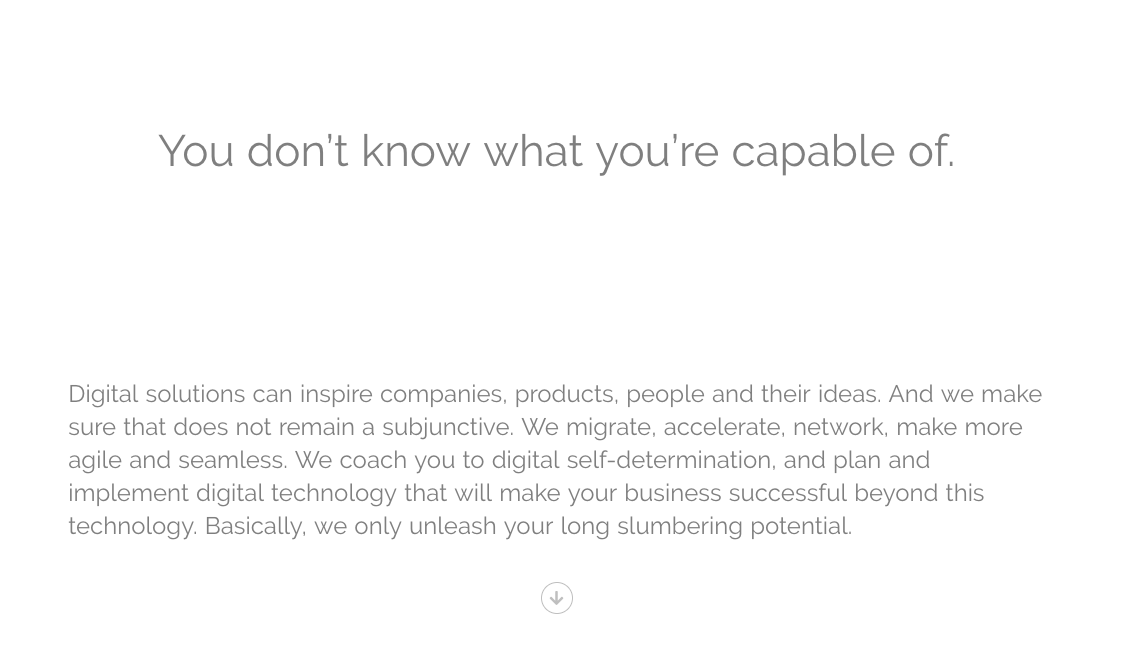 You don’t know what you’re capable of.
Digital solutions can inspire companies, products, people and their ideas. And we make
sure that does not remain a subjunctive. We migrate, accelerate, network, make more
agile and seamless. We coach you to digital self-determination, and plan and
implement digital technology that will make your business successful beyond this
technology. Basically, we only unleash your long slumbering potential.